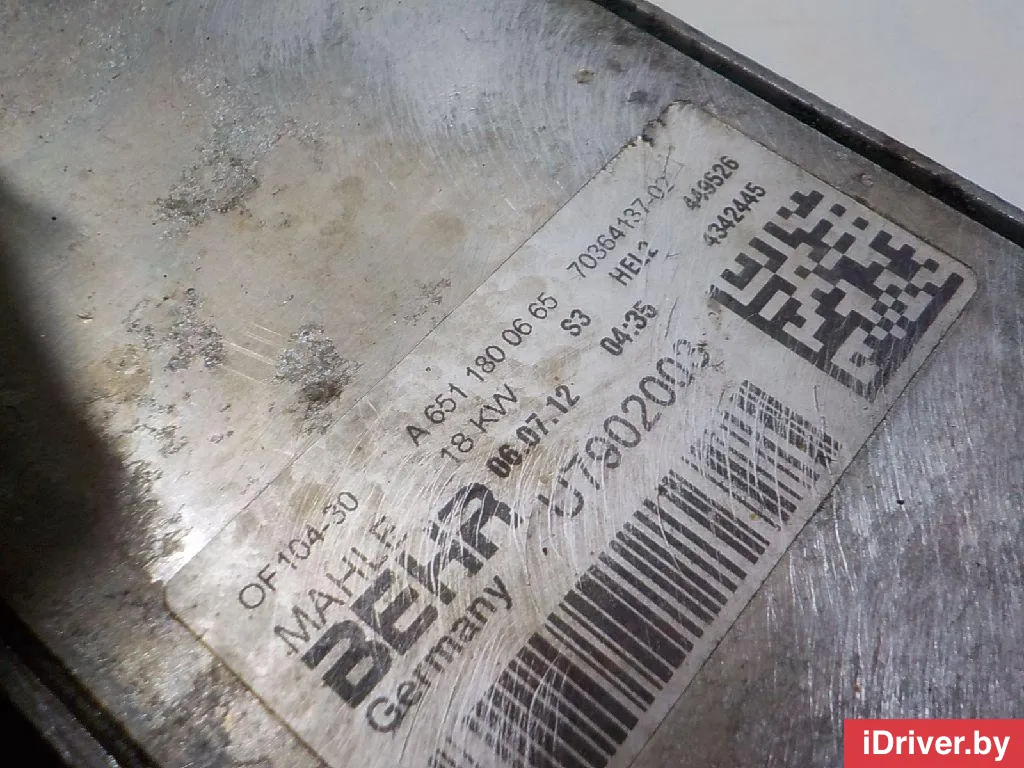 OF104-30 A 651 180 06 65 70364137-02 449526
MAHLE 18 KW S3 4342445
BEHR 06.07.12 04:35
Germany 07902003
iDriver.by